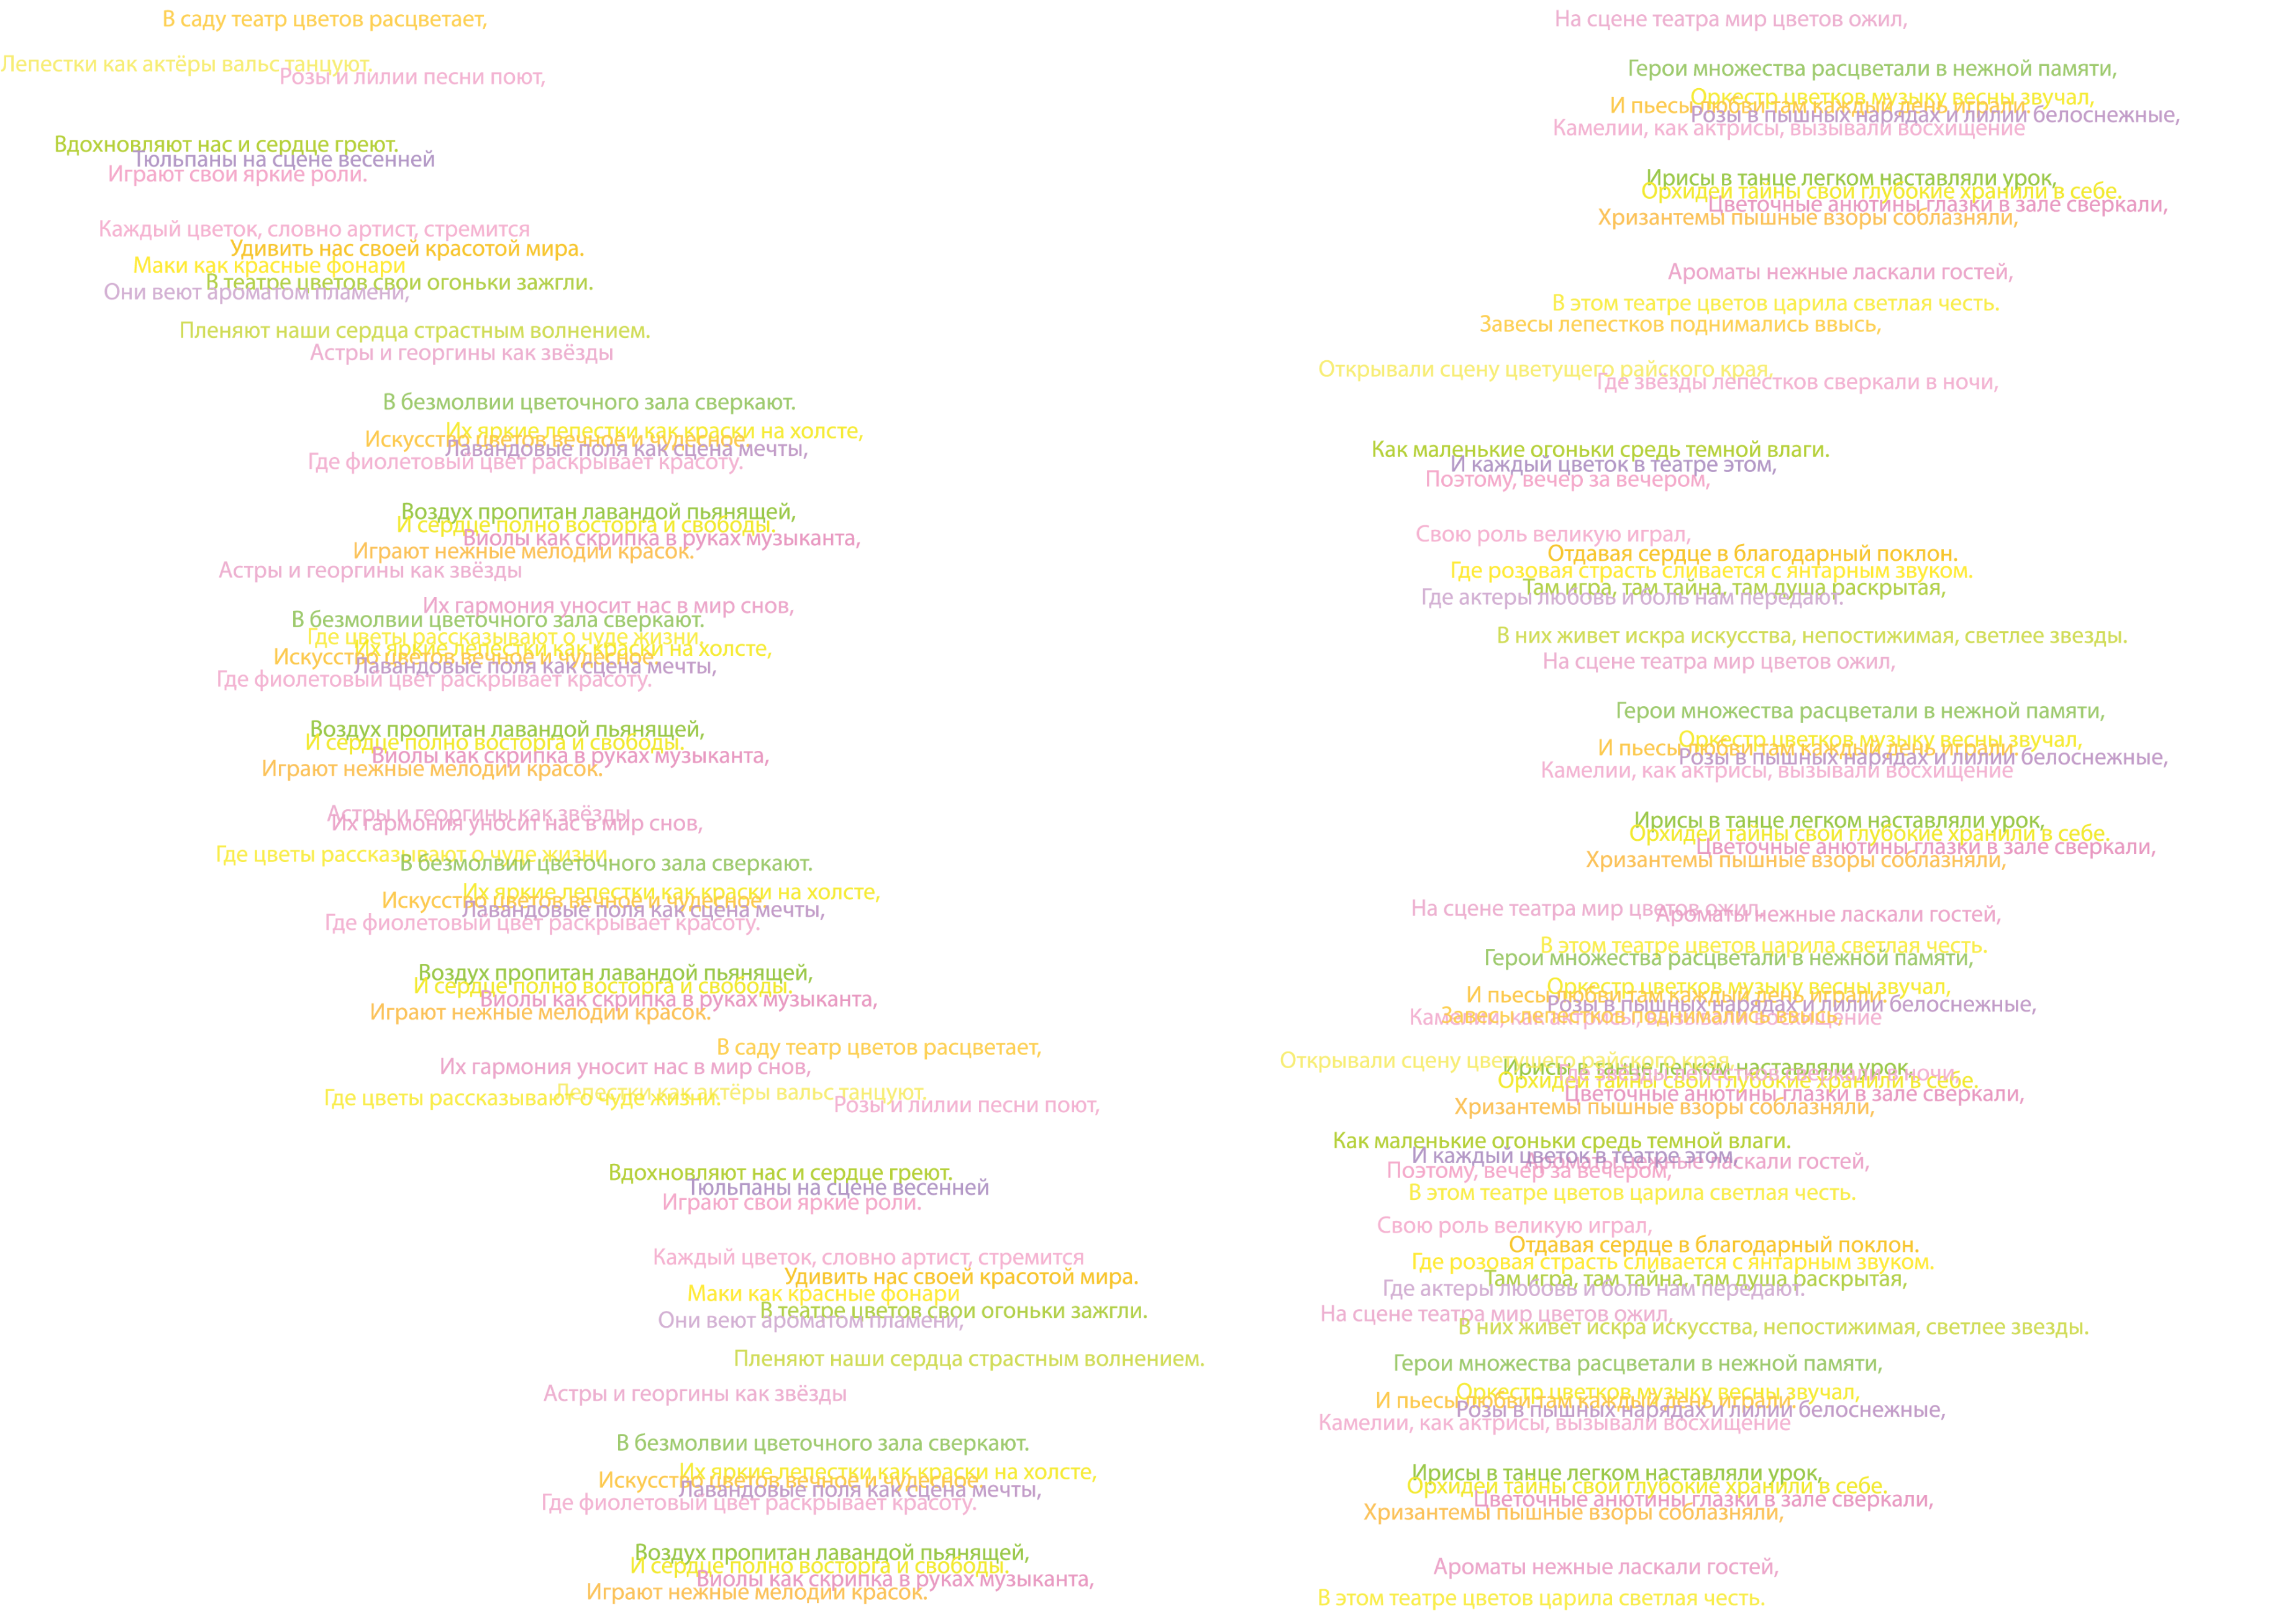 В саду театр цветов расцветает,
Лепестки как актёры вальс танцуют.
Розы и лилии песни поют,
Вдохновляют нас и сердце греют.
Тюльпаны на сцене весенней
Играют свои яркие роли.
Каждый цветок, словно артист, стремится
Удивить нас своей красотой мира.
Маки как красные фонари
В театре цветов свои огоньки зажгли.
Они веют ароматом пламени,
Пленяют наши сердца страстным волнением.
Астры и георгины как звёзды
В безмолвии цветочного зала сверкают.
Их яркие лепестки как краски на холсте,
Искусство цветов вечное и чудесное.
Лавандовые поля как сцена мечты,
Где фиолетовый цвет раскрывает красоту.
Воздух пропитан лавандой пьянящей,
И сердце полно восторга и свободы.
Виолы как скрипка в руках музыканта,
Играют нежные мелодии красок.
Астры и георгины как звёзды
Их гармония уносит нас в мир снов,
В безмолвии цветочного зала сверкают.
Где цветы рассказывают о чуде жизни.
Их яркие лепестки как краски на холсте,
Искусство цветов вечное и чудесное.
Лавандовые поля как сцена мечты,
Где фиолетовый цвет раскрывает красоту.
Воздух пропитан лавандой пьянящей,
И сердце полно восторга и свободы.
Виолы как скрипка в руках музыканта,
Играют нежные мелодии красок.
Астры и георгины как звёзды
Их гармония уносит нас в мир снов,
Где цветы рассказывают о чуде жизни.
В безмолвии цветочного зала сверкают.
Их яркие лепестки как краски на холсте,
Искусство цветов вечное и чудесное.
Лавандовые поля как сцена мечты,
Где фиолетовый цвет раскрывает красоту.
Воздух пропитан лавандой пьянящей,
И сердце полно восторга и свободы.
Виолы как скрипка в руках музыканта,
Играют нежные мелодии красок.
В саду театр цветов расцветает,
Их гармония уносит нас в мир снов,
Лепестки как актёры вальс танцуют.
Где цветы рассказывают о чуде жизни.
Розы и лилии песни поют,
Вдохновляют нас и сердце греют.
Тюльпаны на сцене весенней
Играют свои яркие роли.
Каждый цветок, словно артист, стремится
Удивить нас своей красотой мира.
Маки как красные фонари
В театре цветов свои огоньки зажгли.
Они веют ароматом пламени,
Пленяют наши сердца страстным волнением.
Астры и георгины как звёзды
В безмолвии цветочного зала сверкают.
Их яркие лепестки как краски на холсте,
Искусство цветов вечное и чудесное.
Лавандовые поля как сцена мечты,
Где фиолетовый цвет раскрывает красоту.
Воздух пропитан лавандой пьянящей,
И сердце полно восторга и свободы.
Виолы как скрипка в руках музыканта,
Играют нежные мелодии красок.
На сцене театра мир цветов ожил,
Герои множества расцветали в нежной памяти,
Оркестр цветков музыку весны звучал,
И пьесы любви там каждый день играли.
Розы в пышных нарядах и лилии белоснежные,
Камелии, как актрисы, вызывали восхищение
Ирисы в танце легком наставляли урок,
Орхидеи тайны свои глубокие хранили в себе.
Цветочные анютины глазки в зале сверкали,
Хризантемы пышные взоры соблазняли,
Ароматы нежные ласкали гостей,
В этом театре цветов царила светлая честь.
Завесы лепестков поднимались ввысь,
Открывали сцену цветущего райского края,
Где звёзды лепестков сверкали в ночи,
Как маленькие огоньки средь темной влаги.
И каждый цветок в театре этом,
Поэтому, вечер за вечером,
Свою роль великую играл,
Отдавая сердце в благодарный поклон.
Где розовая страсть сливается с янтарным звуком.
Там игра, там тайна, там душа раскрытая,
Где актеры любовь и боль нам передают.
В них живет искра искусства, непостижимая, светлее звезды.
На сцене театра мир цветов ожил,
Герои множества расцветали в нежной памяти,
Оркестр цветков музыку весны звучал,
И пьесы любви там каждый день играли.
Розы в пышных нарядах и лилии белоснежные,
Камелии, как актрисы, вызывали восхищение
Ирисы в танце легком наставляли урок,
Орхидеи тайны свои глубокие хранили в себе.
Цветочные анютины глазки в зале сверкали,
Хризантемы пышные взоры соблазняли,
На сцене театра мир цветов ожил,
Ароматы нежные ласкали гостей,
В этом театре цветов царила светлая честь.
Герои множества расцветали в нежной памяти,
Оркестр цветков музыку весны звучал,
И пьесы любви там каждый день играли.
Розы в пышных нарядах и лилии белоснежные,
Завесы лепестков поднимались ввысь,
Камелии, как актрисы, вызывали восхищение
Открывали сцену цветущего райского края,
Ирисы в танце легком наставляли урок,
Где звёзды лепестков сверкали в ночи,
Орхидеи тайны свои глубокие хранили в себе.
Цветочные анютины глазки в зале сверкали,
Хризантемы пышные взоры соблазняли,
Как маленькие огоньки средь темной влаги.
И каждый цветок в театре этом,
Ароматы нежные ласкали гостей,
Поэтому, вечер за вечером,
В этом театре цветов царила светлая честь.
Свою роль великую играл,
Отдавая сердце в благодарный поклон.
Где розовая страсть сливается с янтарным звуком.
Там игра, там тайна, там душа раскрытая,
Где актеры любовь и боль нам передают.
На сцене театра мир цветов ожил,
В них живет искра искусства, непостижимая, светлее звезды.
Герои множества расцветали в нежной памяти,
Оркестр цветков музыку весны звучал,
И пьесы любви там каждый день играли.
Розы в пышных нарядах и лилии белоснежные,
Камелии, как актрисы, вызывали восхищение
Ирисы в танце легком наставляли урок,
Орхидеи тайны свои глубокие хранили в себе.
Цветочные анютины глазки в зале сверкали,
Хризантемы пышные взоры соблазняли,
Ароматы нежные ласкали гостей,
В этом театре цветов царила светлая честь.